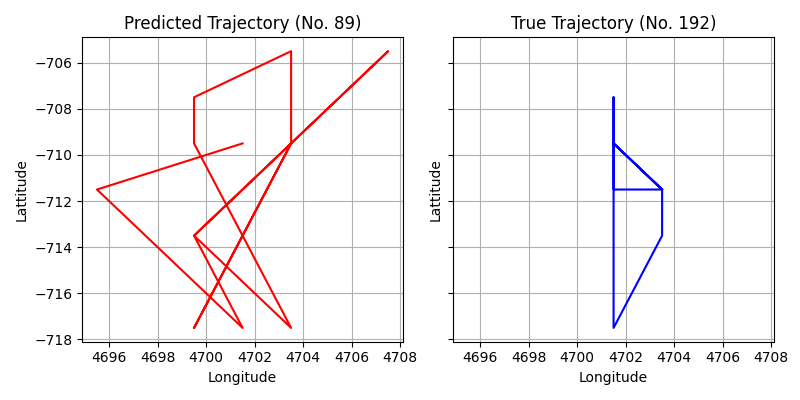 Predicted Trajectory (No. 89)
True Trajectory (No. 192)
−706
−708
−710
−712
−714
−716
−718
Lattitude
Lattitude
4696 4698 4700 4702 4704 4706 4708
4696 4698 4700 4702 4704 4706 4708
Longitude
Longitude